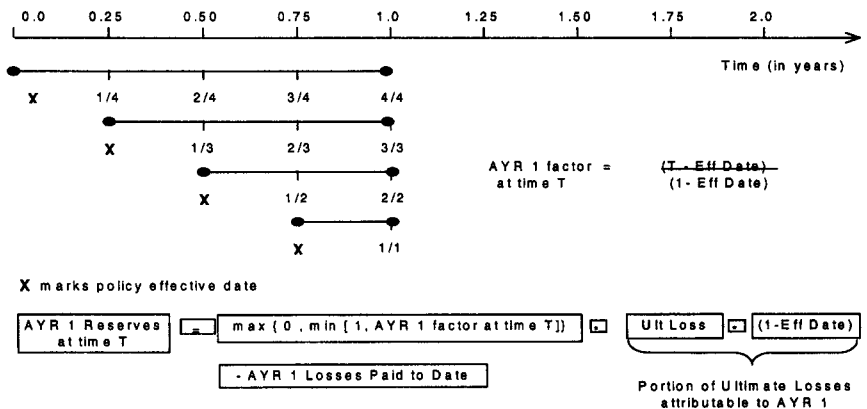 0.0 0.25 0.50 0.75 1.0 1.25 1.50 1.75 2.0
Time (in years)
X 1/4 2/4 3/4 4/4
X 1/3 2/3 3/3
AYR 1 factor = (T - Eff Date)
at time T (1- Eff Date)
X 1/2 2/2
X 1/1
X marks policy effective date
AYR 1 Reserves = max { 0 , min [ 1, AYR 1 factor at time T]} . Ult Loss . (1-Eff Date)
at time T
- AYR 1 Losses Paid to Date
Portion of Ultimate Losses
attributable to AYR 1